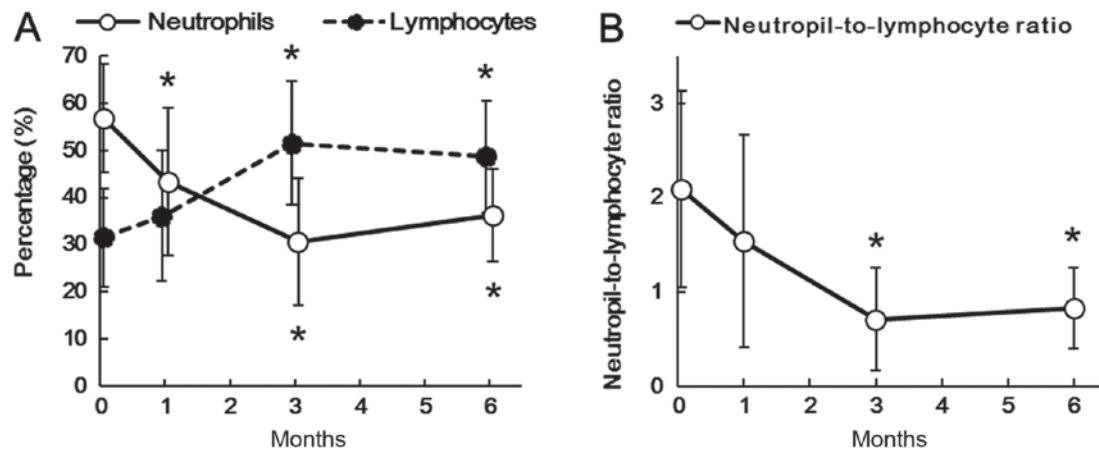 A
Neutrophils
Lymphocytes
70
60
50
40
30
20
10
0
Percentage (%)
*
*
*
*
*
0 1 2 3 4 5 6
Months
B
Neutropil-to-lymphocyte ratio
3
2
1
0
Neutropil-to-lymphocyte ratio
*
*
0 1 2 3 4 5 6
Months